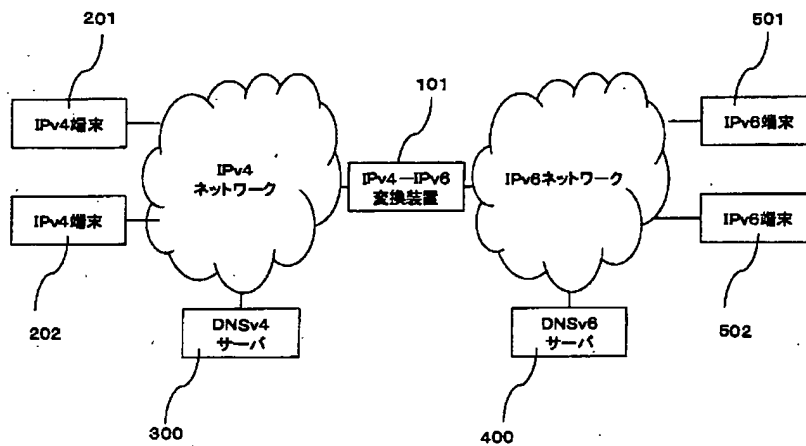 201
501
101
IPv4端末
IPv6端末
IPv4
ネットワーク
IPv4－IPv6
変換装置
IPv6ネットワーク
IPv4端末
IPv6端末
202
502
DNSv4
サーバ
DNSv6
サーバ
300
400